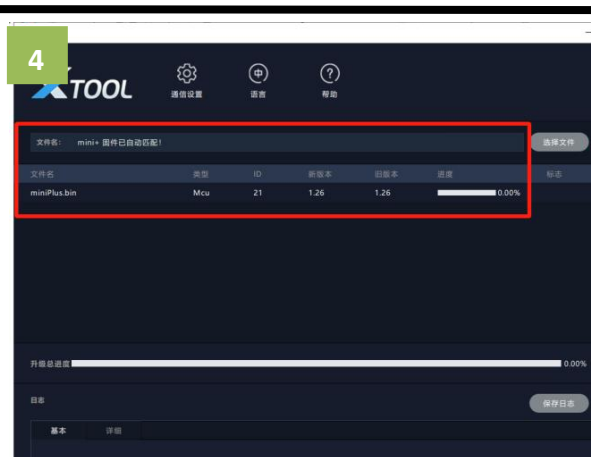 4
XTOOL
通信设置 语言 帮助
中 ?
文件名: mini+ 固件已自动匹配! 选择文件
文件名 类型 ID 新版本 旧版本 进度 标志
miniPlus.bin Mcu 21 1.26 1.26 0.00%
升级总进度 0.00%
日志 保存日志
基本 详细